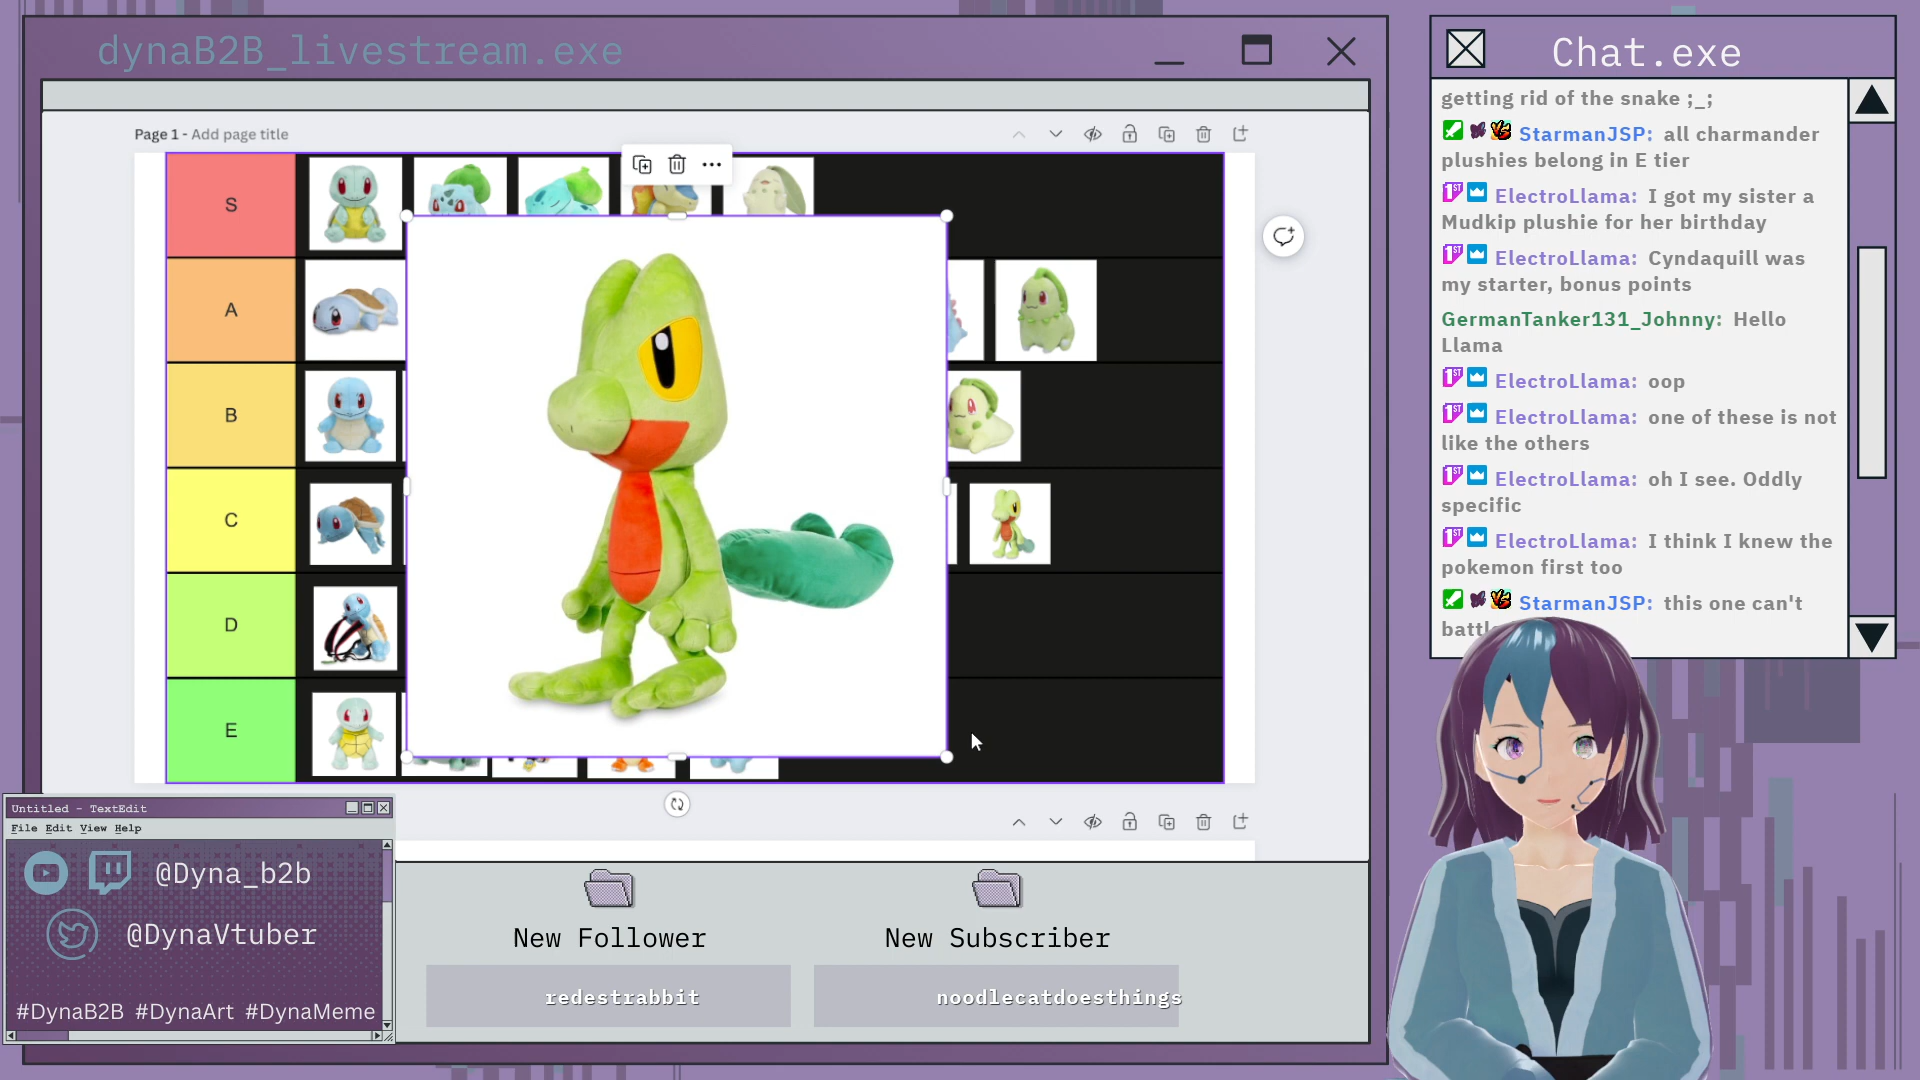 dynaB2B_livestream.exe
Page 1 - Add page title
S
A
B
C
D
E
Untitled - TextEdit
File Edit View Help
@Dyna_b2b
@DynaVtuber
#DynaB2B #DynaArt #DynaMeme
New Follower
redestrabbit
New Subscriber
noodlecatdoesthings
Chat.exe
getting rid of the snake ;_;
StarmanJSP: all charmander
plushies belong in E tier
ElectroLlama: I got my sister a
Mudkip plushie for her birthday
ElectroLlama: Cyndaquill was
my starter, bonus points
GermanTanker131_Johnny: Hello
Llama
ElectroLlama: oop
ElectroLlama: one of these is not
like the others
ElectroLlama: oh I see. Oddly
specific
ElectroLlama: I think I knew the
pokemon first too
StarmanJSP: this one can't